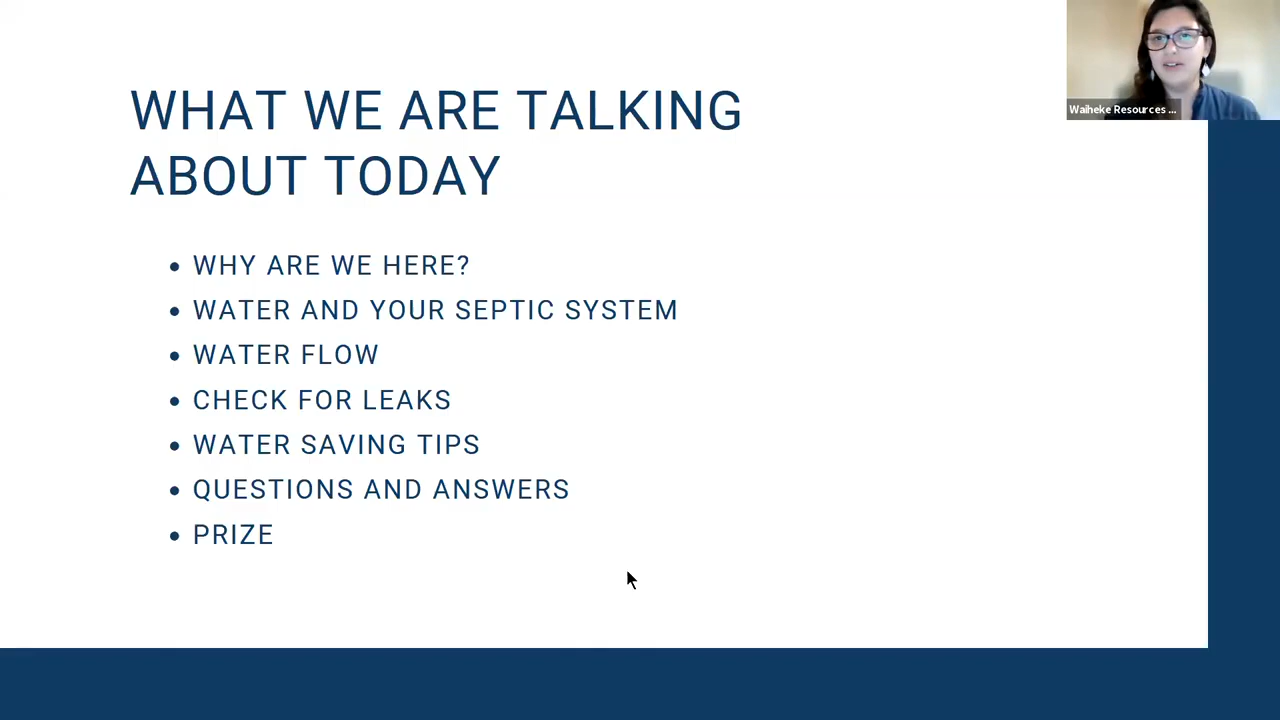 WHAT WE ARE TALKING
ABOUT TODAY
• WHY ARE WE HERE?
• WATER AND YOUR SEPTIC SYSTEM
• WATER FLOW
• CHECK FOR LEAKS
• WATER SAVING TIPS
• QUESTIONS AND ANSWERS
• PRIZE
Waiheke Resources ...